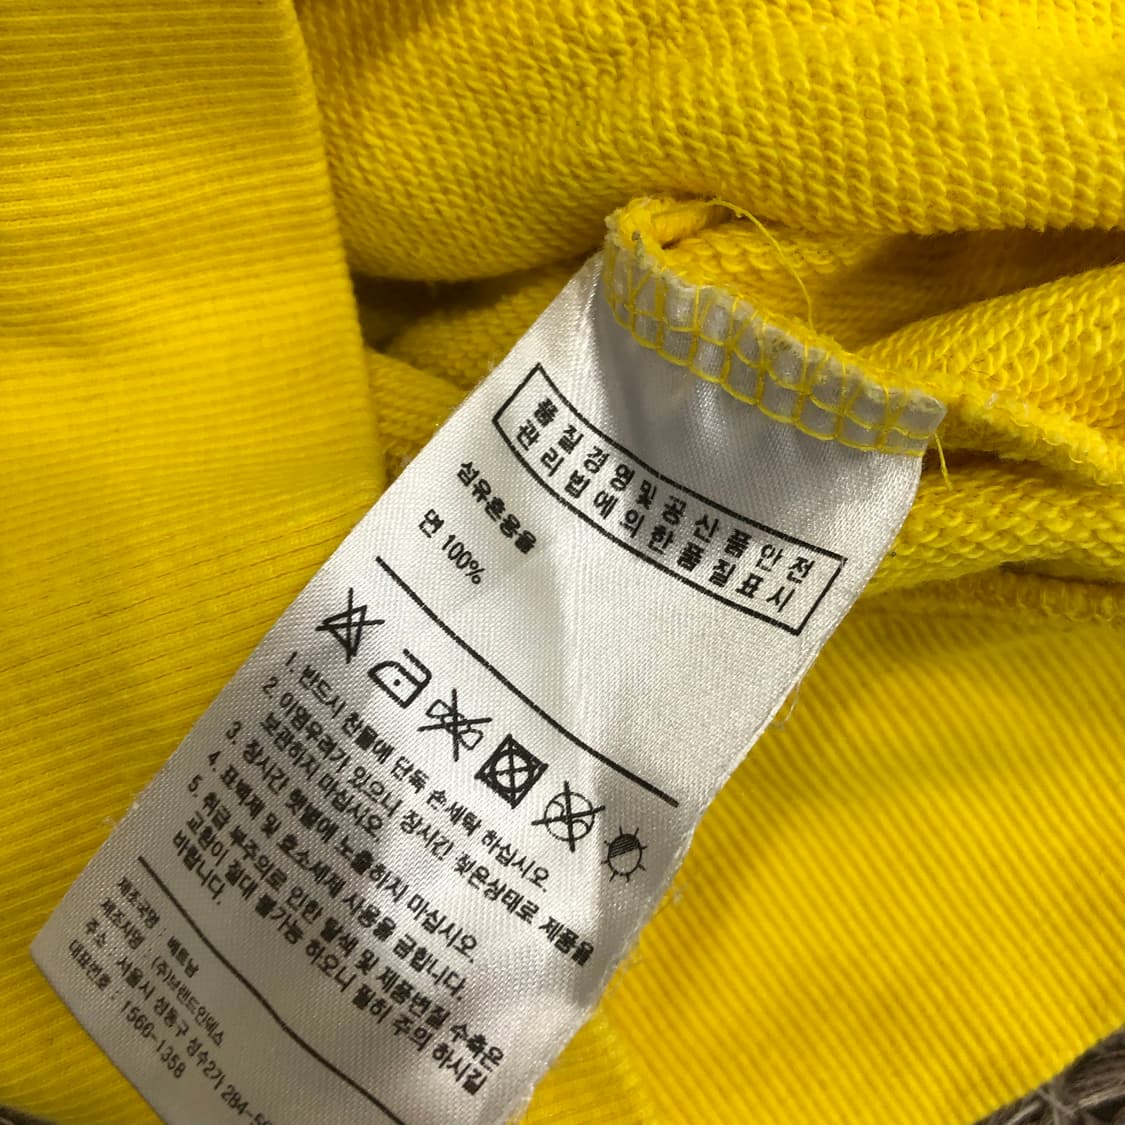 품질경영및공산품안전
관리법에의한품질표시
섬유혼용율
면 100%
1. 반드시 찬물에 단독 손세탁 하십시오.
2. 이염우려가 있으니 장시간 젖은상태로 제품을
보관하지 마십시오
3. 장시간 햇볕에 노출하지 마십시오.
4. 표백제 및 효소세제 사용을 금합니다.
5. 취급 부주의로 인한 탈색 및 제품변질 수축은
교환이 절대 불가능 하오니 필히 주의 하시길
바랍니다.
제조국명 : 베트남
제조사명 : (주)브랜드인덱스
주소 : 서울시 성동구 성수2가 284-5
대표번호 : 1566-1358